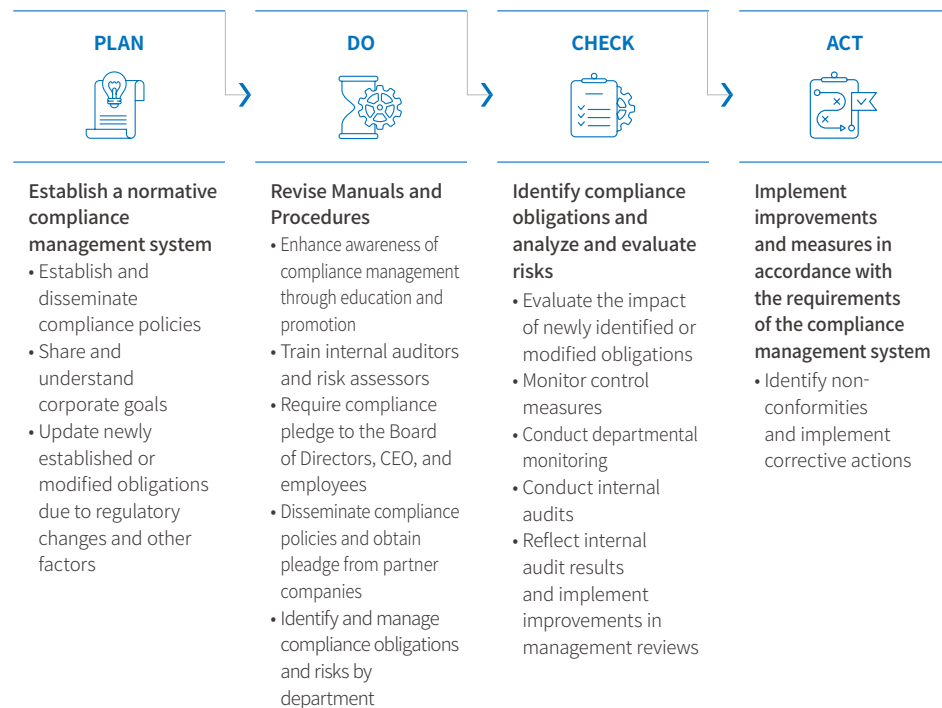 PLAN
Establish a normative
compliance
management system
• Establish and
disseminate
compliance policies
• Share and
understand
corporate goals
• Update newly
established or
modified obligations
due to regulatory
changes and other
factors
DO
Revise Manuals and
Procedures
• Enhance awareness of
compliance management
through education and
promotion
• Train internal auditors
and risk assessors
• Require compliance
pledge to the Board
of Directors, CEO, and
employees
• Disseminate compliance
policies and obtain
pleadge from partner
companies
• Identify and manage
compliance obligations
and risks by
department
CHECK
Identify compliance
obligations and
analyze and evaluate
risks
• Evaluate the impact
of newly identified or
modified obligations
• Monitor control
measures
• Conduct departmental
monitoring
• Conduct internal
audits
• Reflect internal
audit results
and implement
improvements in
management reviews
ACT
Implement
improvements
and measures in
accordance with
the requirements
of the compliance
management system
• Identify non-
conformities
and implement
corrective actions